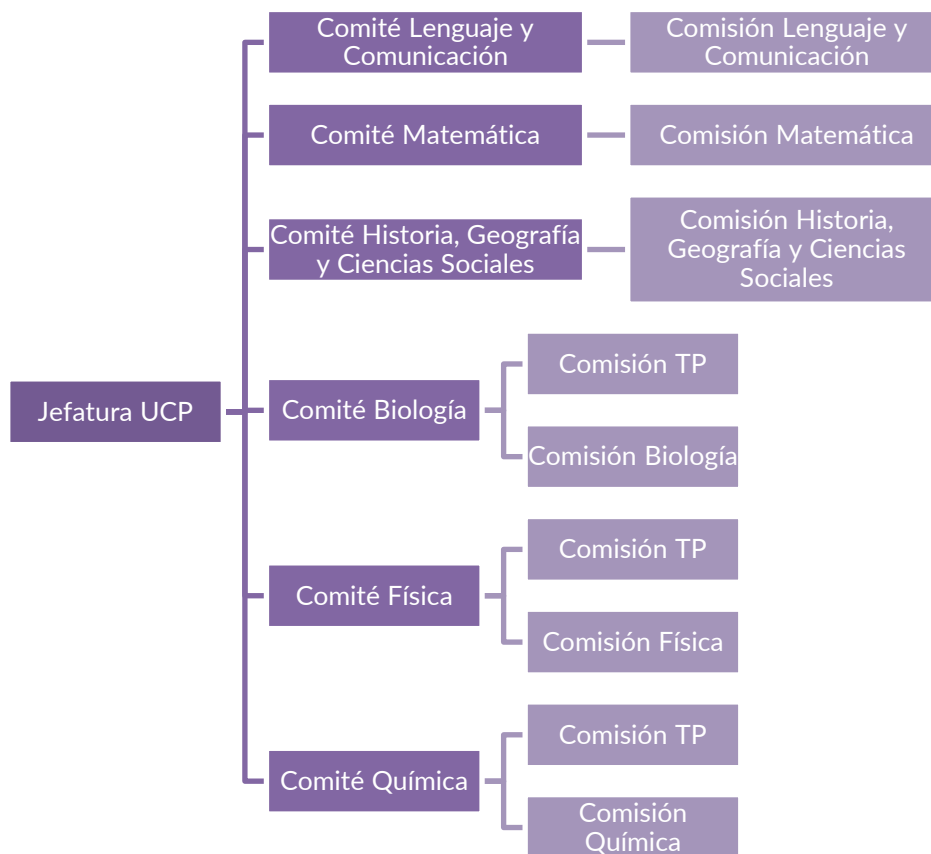 Comité Lenguaje y
Comunicación
Comisión Lenguaje y
Comunicación
Comité Matemática
Comisión Matemática
Comité Historia, Geografía
y Ciencias Sociales
Comisión Historia,
Geografía y Ciencias
Sociales
Jefatura UCP
Comité Biología
Comisión TP
Comisión Biología
Comité Física
Comisión TP
Comisión Física
Comité Química
Comisión TP
Comisión
Química